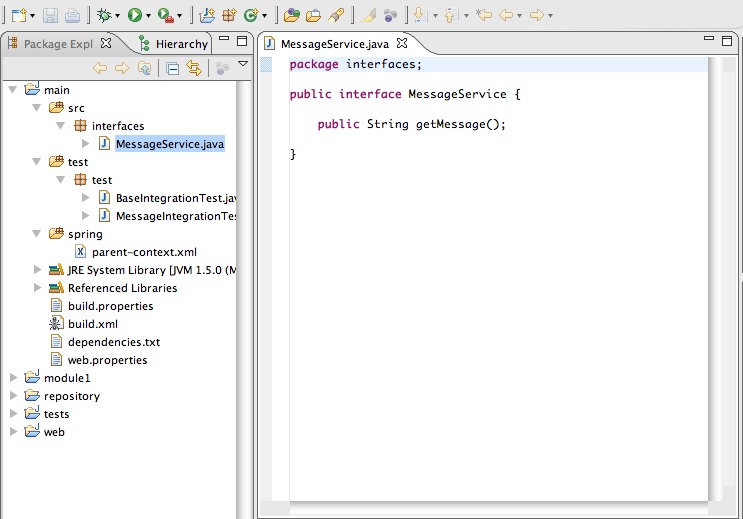 Package Expl
Hierarchy
main
src
interfaces
MessageService.java
test
test
BaseIntegrationTest.jav
MessageIntegrationTes
spring
parent-context.xml
JRE System Library [JVM 1.5.0 (M
Referenced Libraries
build.properties
build.xml
dependencies.txt
web.properties
module1
repository
tests
web
MessageService.java
package interfaces;
public interface MessageService {
public String getMessage();
}